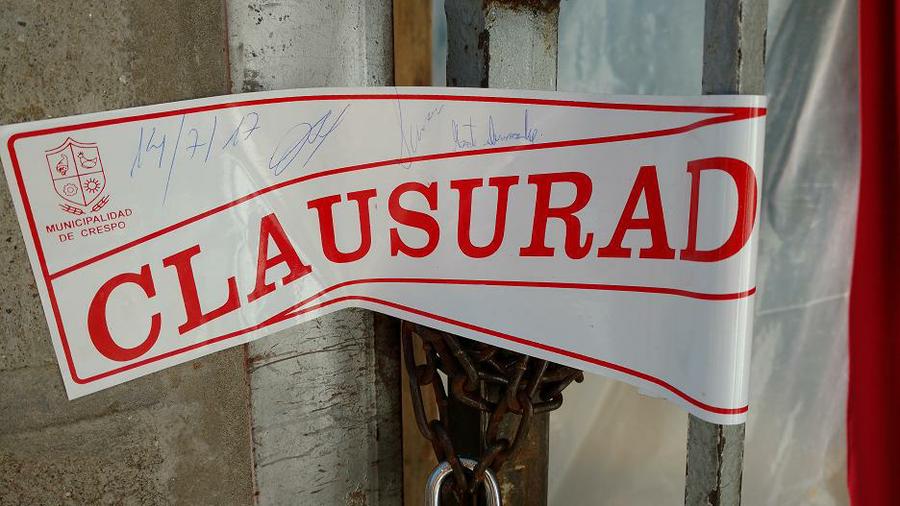 14/7/17
MUNICIPALIDAD
DE CRESPO
CLAUSURAD